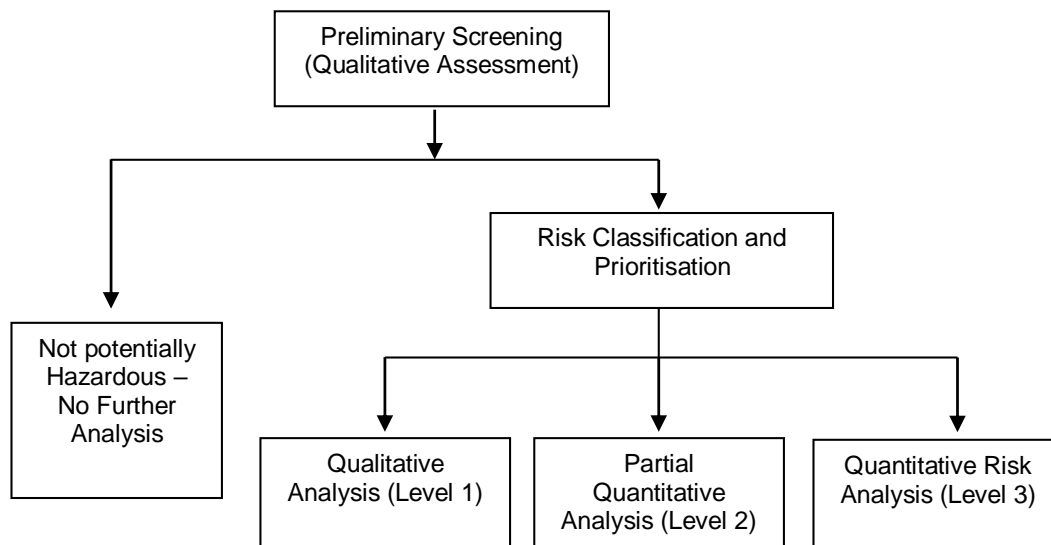 Preliminary Screening
(Qualitative Assessment)
Risk Classification and
Prioritisation
Not potentially
Hazardous –
No Further
Analysis
Qualitative
Analysis (Level 1)
Partial
Quantitative
Analysis (Level 2)
Quantitative Risk
Analysis (Level 3)